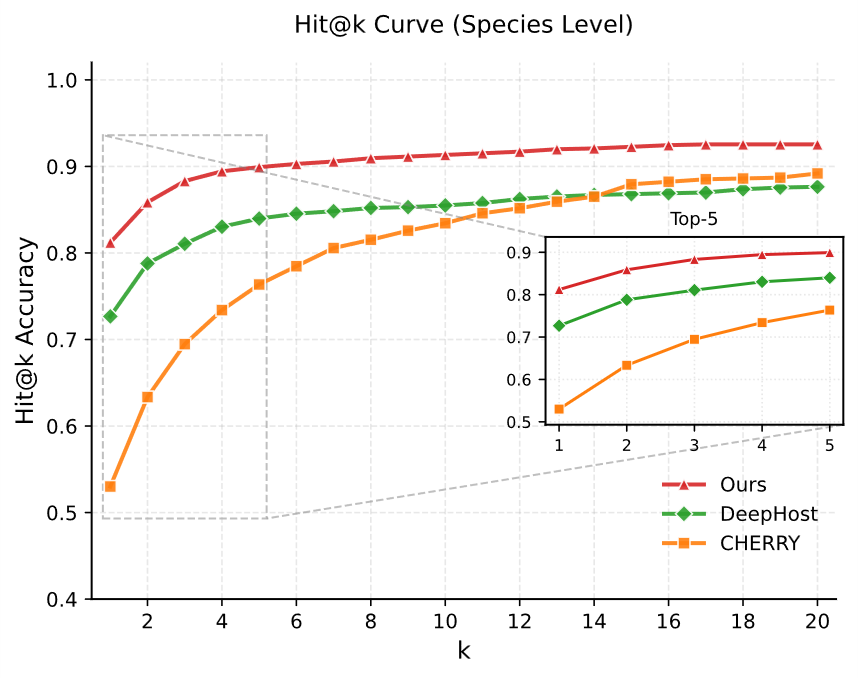 Hit@k Curve (Species Level)
Hit@k Accuracy
1.0
0.9
0.8
0.7
0.6
0.5
0.4
2 4 6 8 10 12 14 16 18 20
k
Top-5
0.9
0.8
0.7
0.6
0.5
1 2 3 4 5
Ours
DeepHost
CHERRY